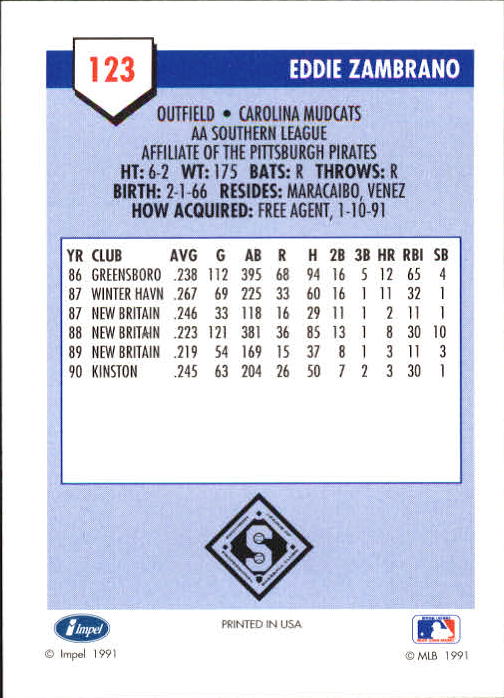 123
EDDIE ZAMBRANO
OUTFIELD • CAROLINA MUDCATS
AA SOUTHERN LEAGUE
AFFILIATE OF THE PITTSBURGH PIRATES
HT: 6-2 WT: 175 BATS: R THROWS: R
BIRTH: 2-1-66 RESIDES: MARACAIBO, VENEZ
HOW ACQUIRED: FREE AGENT, 1-10-91
YR CLUB AVG G AB R H 2B 3B HR RBI SB
86 GREENSBORO .238 112 395 68 94 16 5 12 65 4
87 WINTER HAVN .267 69 225 33 60 16 1 11 32 1
87 NEW BRITAIN .246 33 118 16 29 11 1 2 11 1
88 NEW BRITAIN .223 121 381 36 85 13 1 8 30 10
89 NEW BRITAIN .219 54 169 15 37 8 1 3 11 3
90 KINSTON .245 63 204 26 50 7 2 3 30 1
S
Impel
PRINTED IN USA
© Impel 1991
© MLB 1991